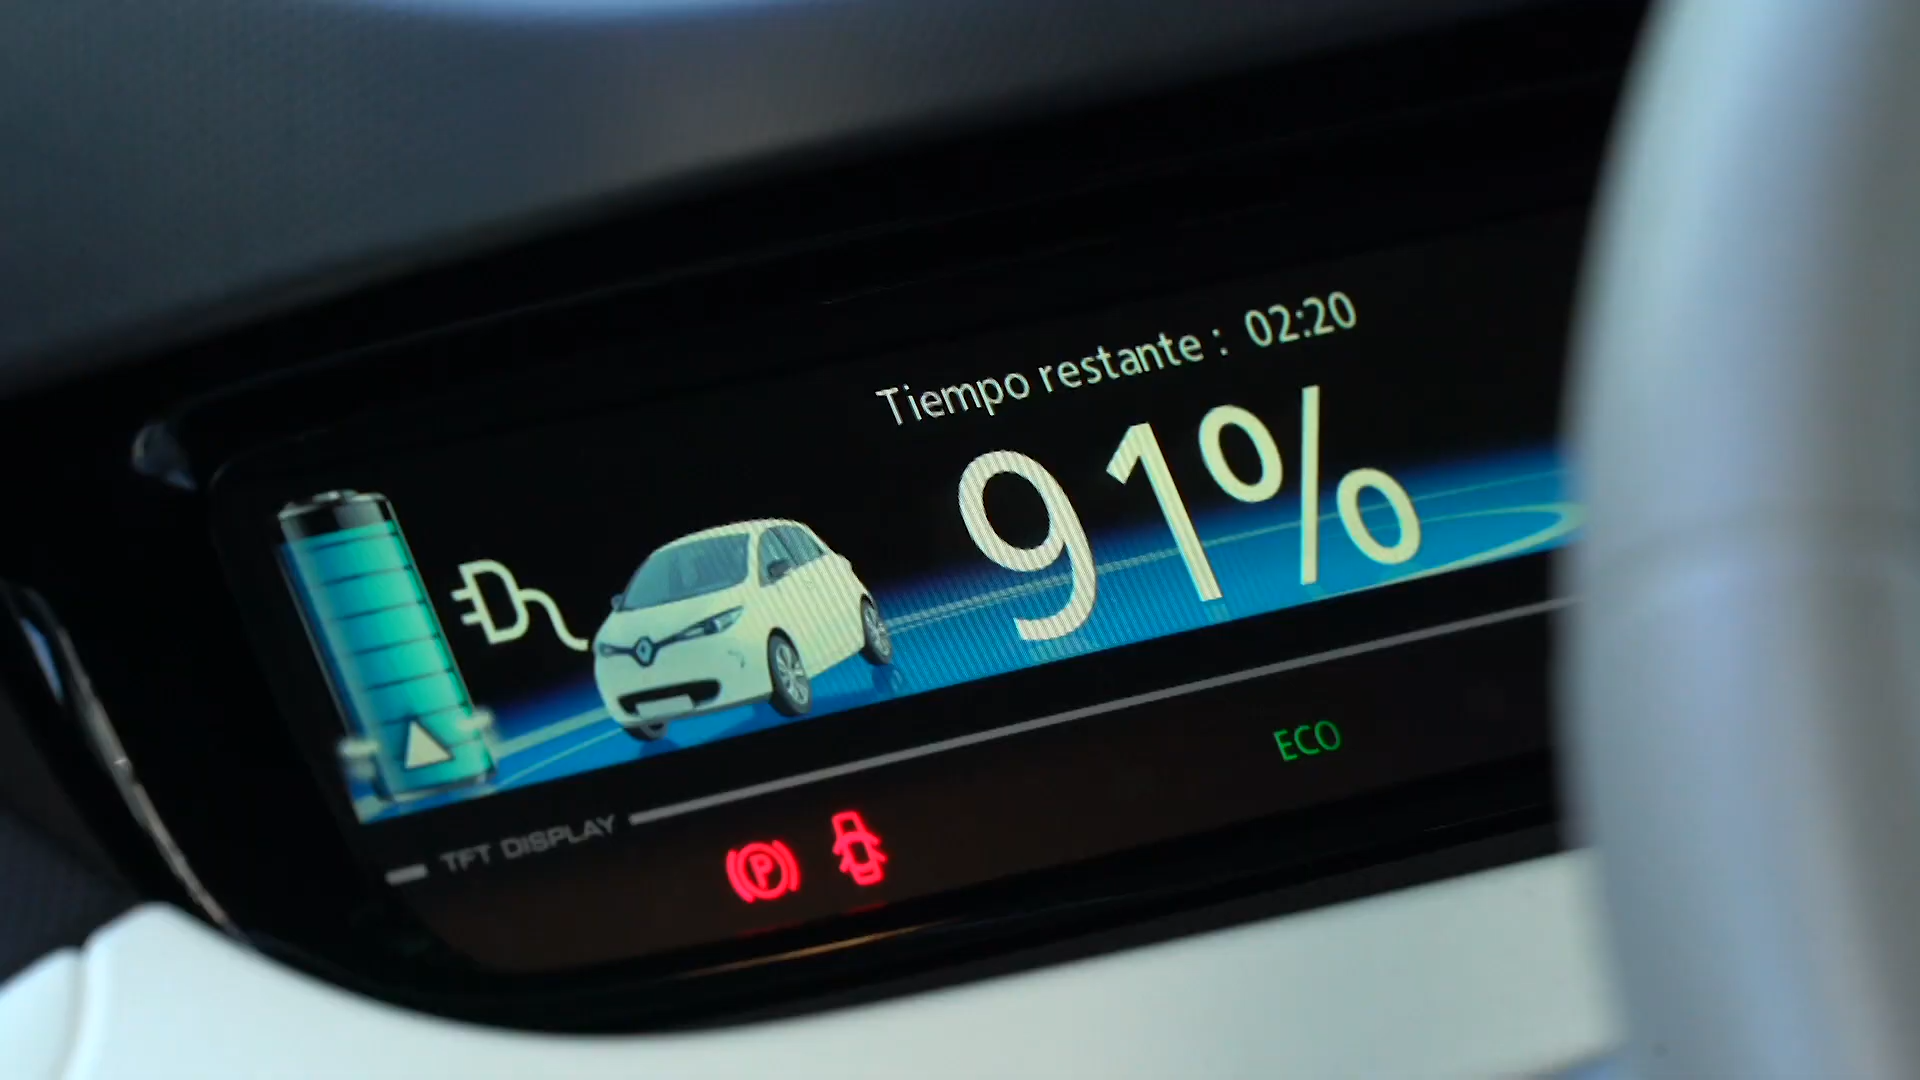 Tiempo restante : 02:20
91%
ECO
TFT DISPLAY
P